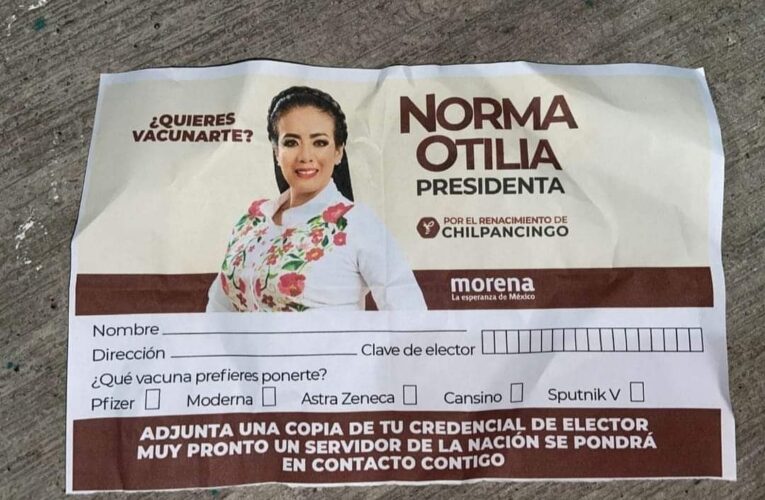 ¿QUIERES
VACUNARTE?
NORMA
OTILIA
PRESIDENTA
POR EL RENACIMIENTO DE
CHILPANCINGO
morena
La esperanza de México
Nombre
Dirección Clave de elector
¿Qué vacuna prefieres ponerte?
Pfizer Moderna Astra Zeneca Cansino Sputnik V
ADJUNTA UNA COPIA DE TU CREDENCIAL DE ELECTOR
MUY PRONTO UN SERVIDOR DE LA NACIÓN SE PONDRÁ
EN CONTACTO CONTIGO